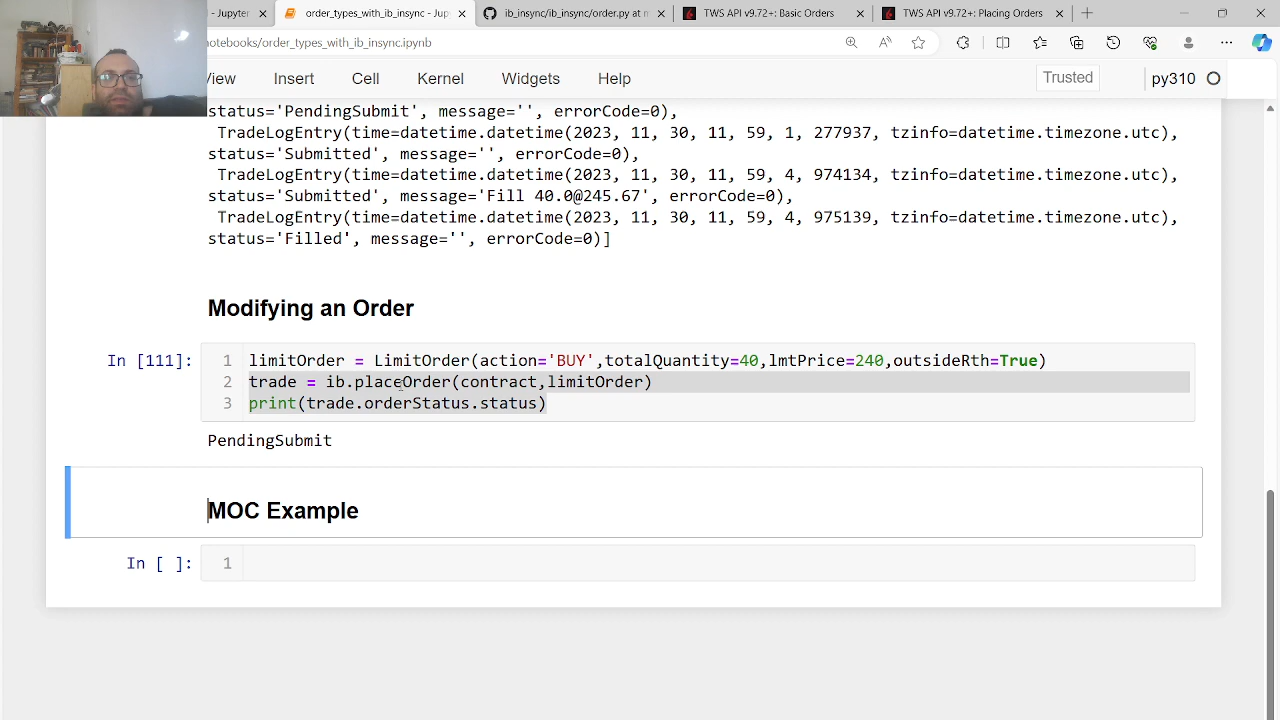 - Jupyter
order_types_with_ib_insync - Jup
ib_insync/ib_insync/order.py at m
TWS API v9.72+: Basic Orders
TWS API v9.72+: Hedging Orders
notebooks/order_types_with_ib_insync.ipynb
View Insert Cell Kernel Widgets Help
Trusted
py310
status='PendingSubmit', message='', errorCode=0),
TradeLogEntry(time=datetime.datetime(2023, 11, 30, 11, 59, 1, 277937, tzinfo=datetime.timezone.utc),
status='Submitted', message='', errorCode=0),
TradeLogEntry(time=datetime.datetime(2023, 11, 30, 11, 59, 4, 974134, tzinfo=datetime.timezone.utc),
status='Submitted', message='Fill 40.0@245.67', errorCode=0),
TradeLogEntry(time=datetime.datetime(2023, 11, 30, 11, 59, 4, 975139, tzinfo=datetime.timezone.utc),
status='Filled', message='', errorCode=0)]
Modifying an Order
In [111]:
1 limitOrder = LimitOrder(action='BUY',totalQuantity=40,lmtPrice=240,outsideRth=True)
2 trade = ib.placeOrder(contract,limitOrder)
3 print(trade.orderStatus.status)
PendingSubmit
MOC Example
In [ ]:
1